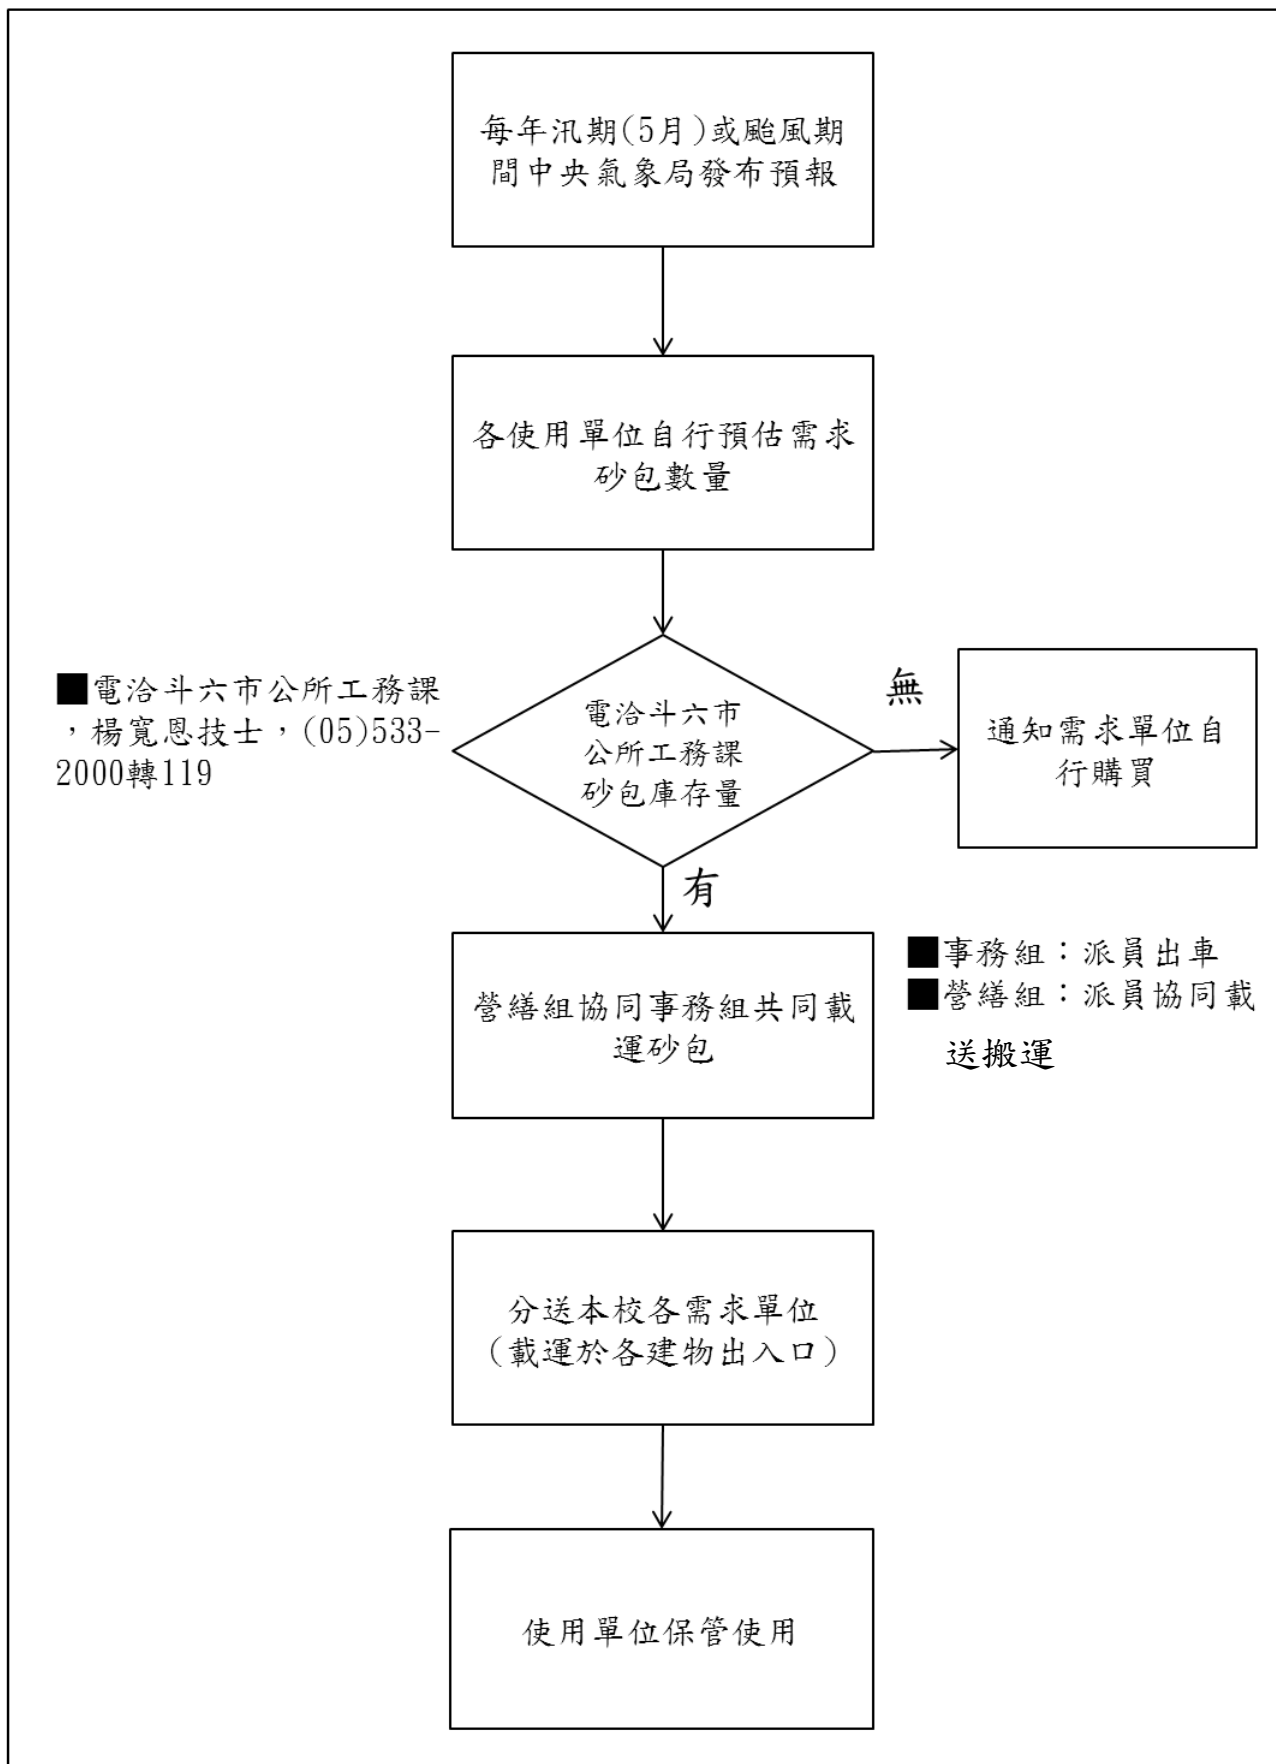 每年汛期(5月)或颱風期
間中央氣象局發布預報
各使用單位自行預估需求
砂包數量
■電洽斗六市公所工務課
，楊寬恩技士，(05)533-
2000轉119
電洽斗六市
公所工務課
砂包庫存量
無
通知需求單位自
行購買
有
營繕組協同事務組共同載
運砂包
■事務組：派員出車
■營繕組：派員協同載
送搬運
分送本校各需求單位
(載運於各建物出入口)
使用單位保管使用